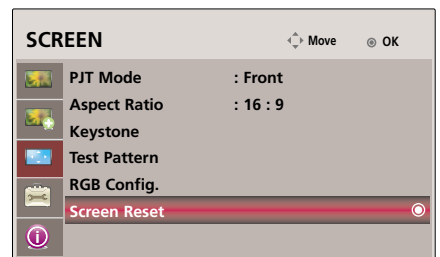 SCREEN Move OK
PJT Mode : Front
Aspect Ratio : 16 : 9
Keystone
Test Pattern
RGB Config.
Screen Reset